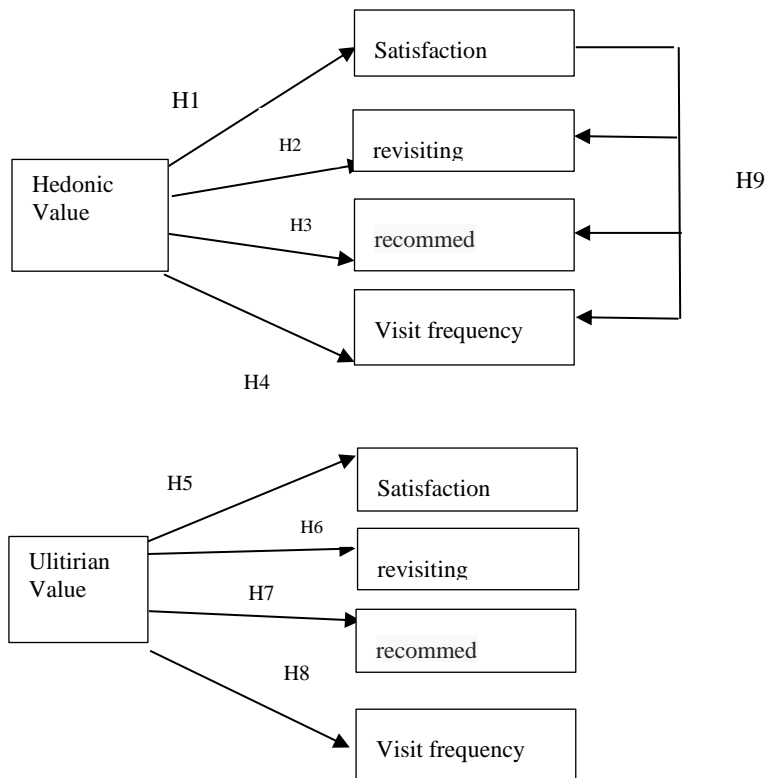 Satisfaction
H1
H2
revisiting
Hedonic
Value
H9
H3
recommed
Visit frequency
H4
Satisfaction
H5
H6
Ulitirian
Value
revisiting
H7
recommed
H8
Visit frequency